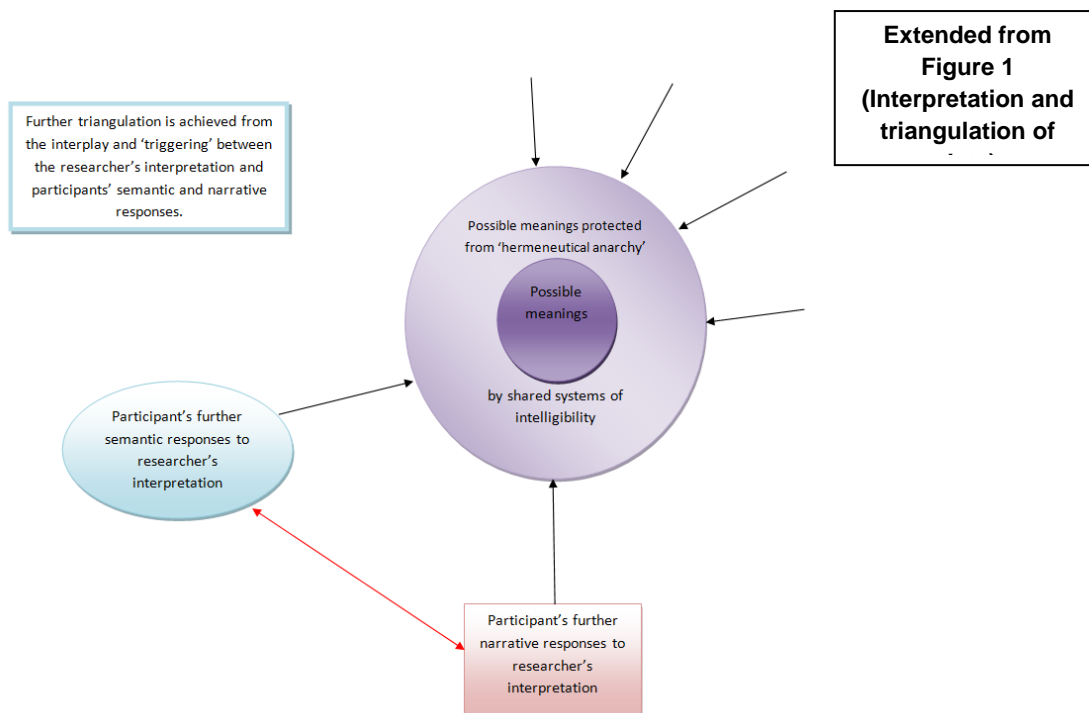 Extended from
Figure 1
(Interpretation and
triangulation of
Further triangulation is achieved from
the interplay and ‘triggering’ between
the researcher’s interpretation and
participants’ semantic and narrative
responses.
Possible meanings protected
from ‘hermeneutical anarchy’
Possible
meanings
by shared systems of
intelligibility
Participant’s further
semantic responses to
researcher’s
interpretation
Participant’s further
narrative responses to
researcher’s
interpretation